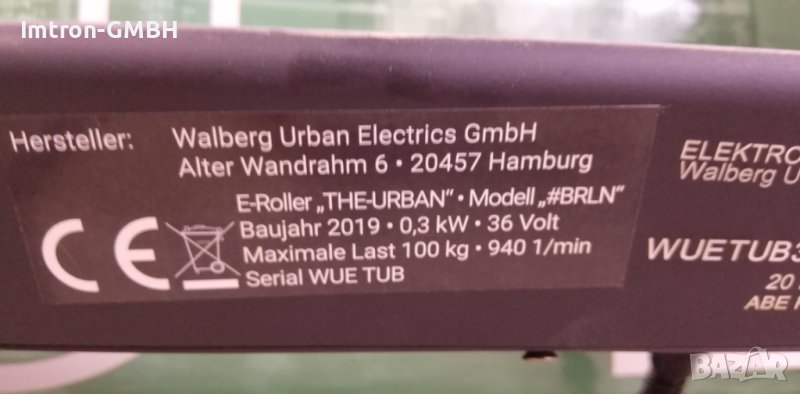 Imtron-GMBH
Hersteller: Walberg Urban Electrics GmbH
Alter Wandrahm 6 • 20457 Hamburg
E-Roller „THE-URBAN“ • Modell „#BRLN“
Baujahr 2019 • 0,3 kW • 36 Volt
Maximale Last 100 kg • 940 1/min
Serial WUE TUB
CE
ELEKTRO
Walberg U
WUETUB3
20
ABE
BAZAR